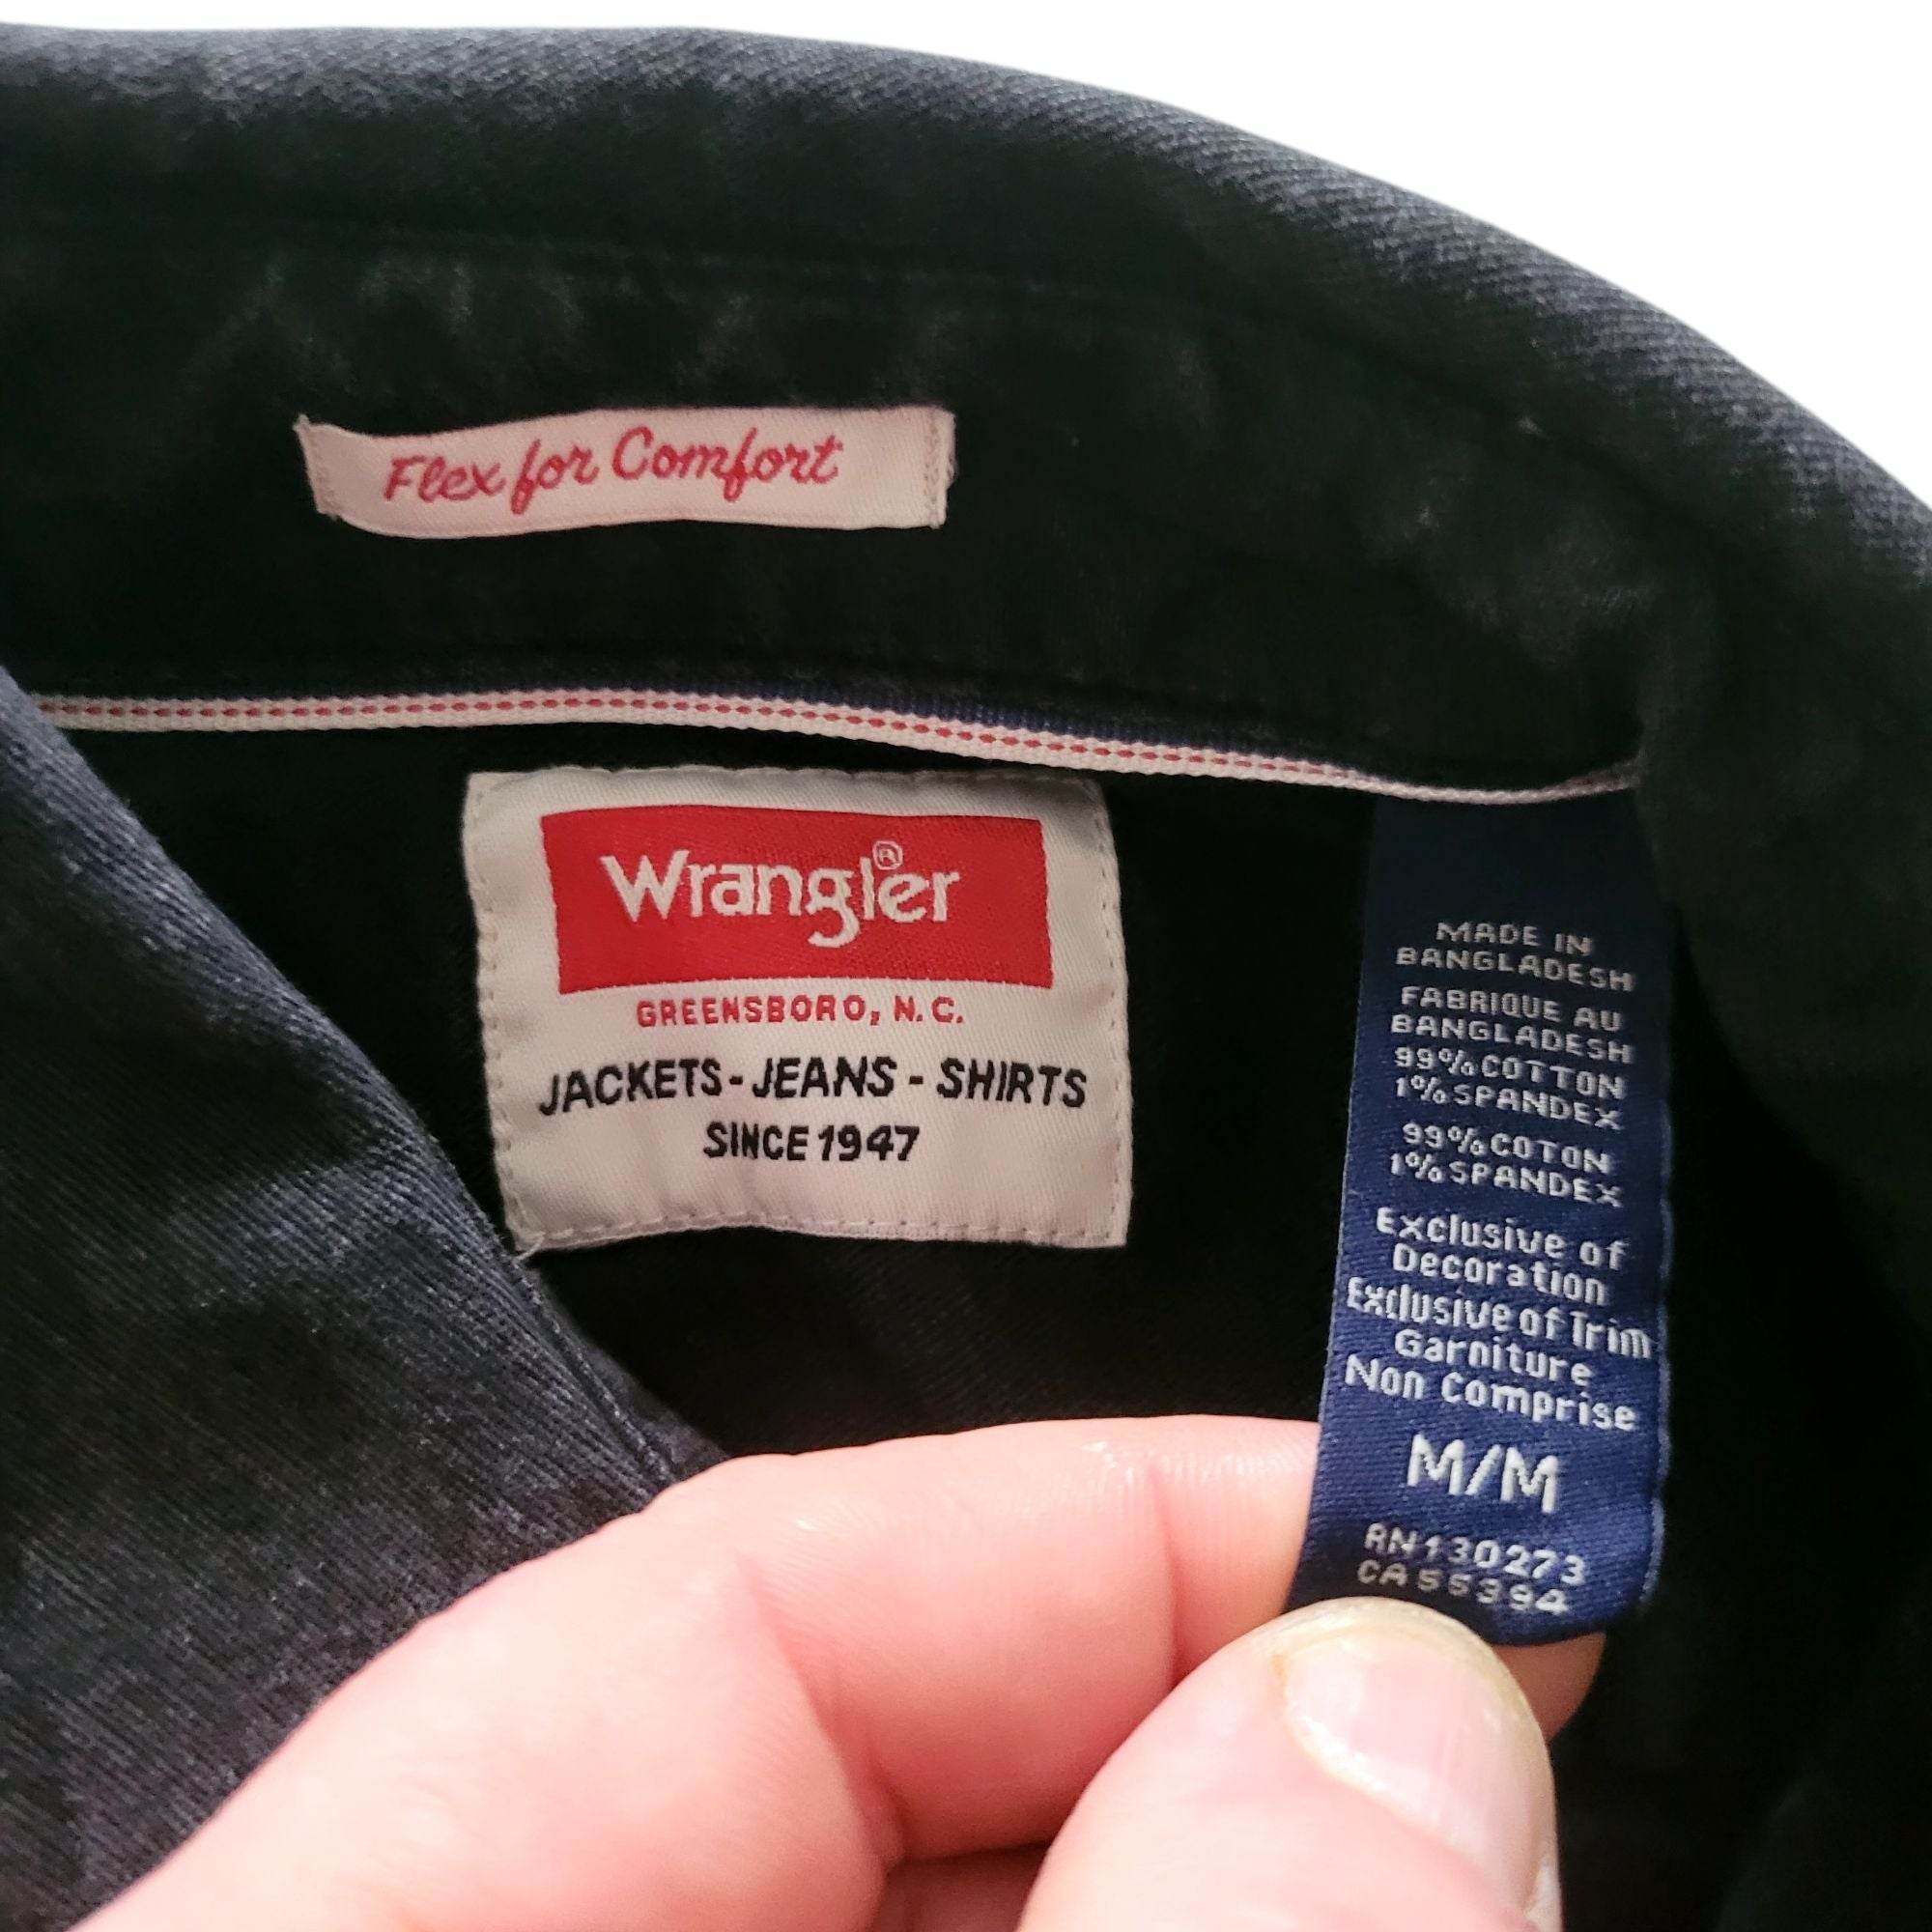 Flex for Comfort
Wrangler®
GREENSBORO, N.C.
JACKETS - JEANS - SHIRTS
SINCE 1947
MADE IN
BANGLADESH
FABRIQUE AU
BANGLADESH
99% COTTON
1% SPANDEX
99% COTON
1% SPANDEX
Exclusive of
Decoration
Exclusive of Trim
Garniture
Non Comprise
M/M
RN130273
CA55394